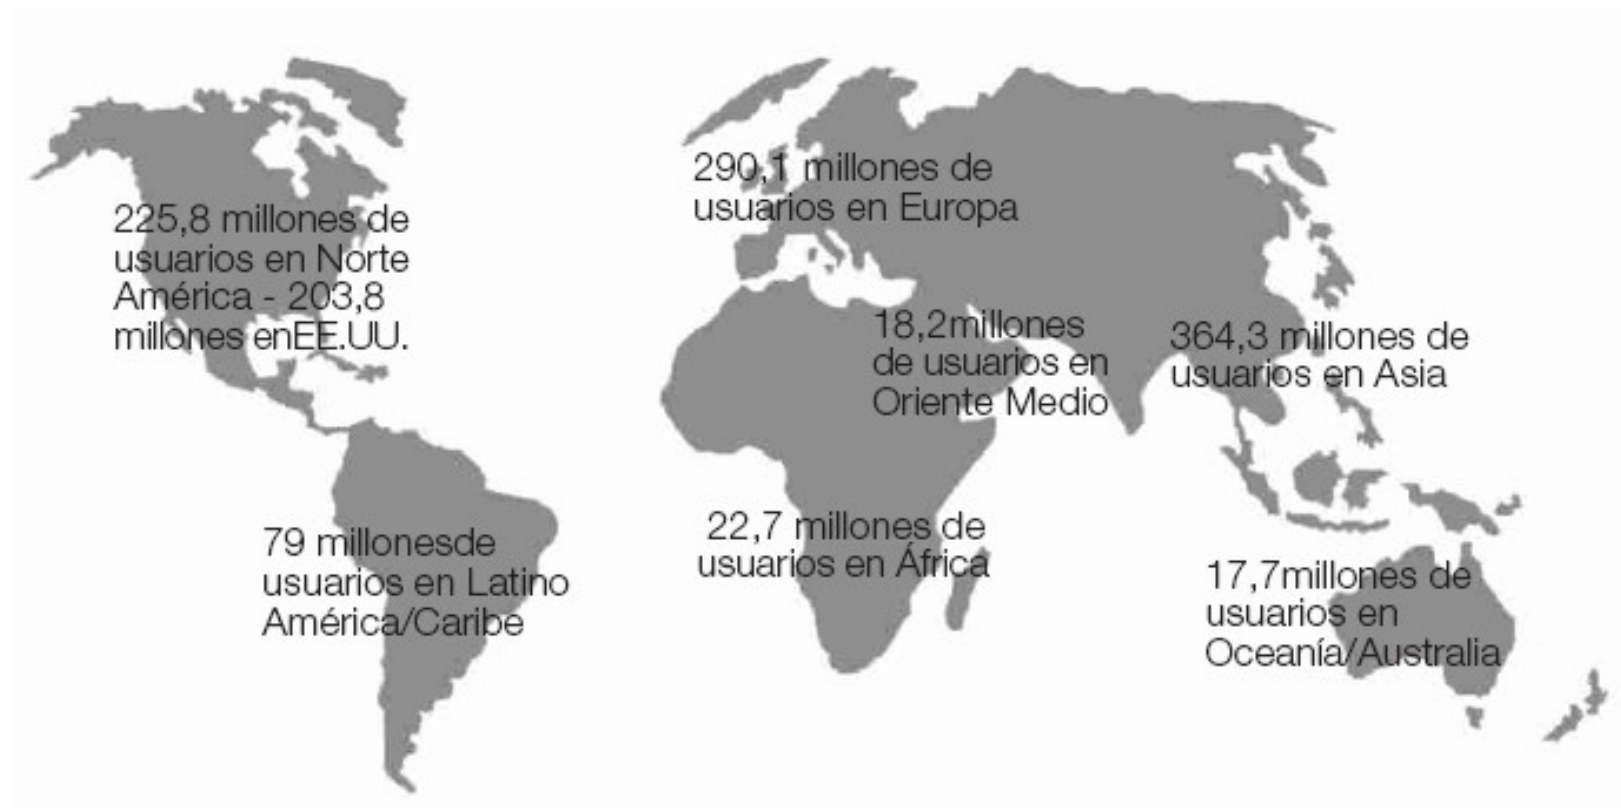 225,8 millones de
usuarios en Norte
América - 203,8
millones enEE.UU.
290,1 millones de
usuarios en Europa
18,2millones
de usuarios en
Oriente Medio
364,3 millones de
usuarios en Asia
79 millonesde
usuarios en Latino
América/Caribe
22,7 millones de
usuarios en África
17,7millones de
usuarios en
Oceanía/Australia